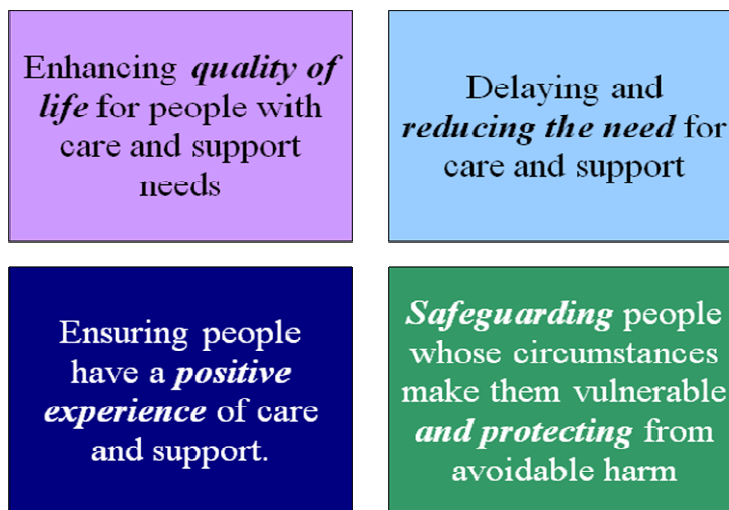 Enhancing quality of
life for people with
care and support
needs
Delaying and
reducing the need for
care and support
Ensuring people
have a positive
experience of care
and support.
Safeguarding people
whose circumstances
make them vulnerable
and protecting from
avoidable harm